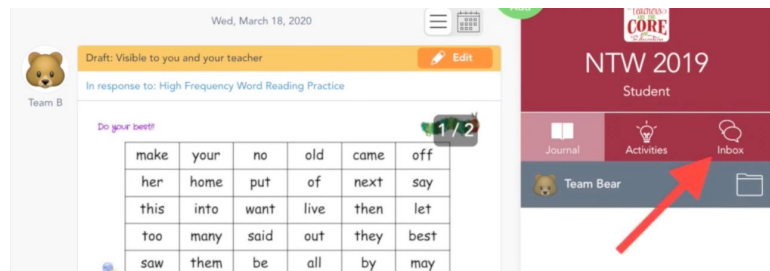 Wed, March 18, 2020
Add
Draft: Visible to you and your teacher
Edit
Team B
In response to: High Frequency Word Reading Practice
Do your best!!
1/2
make your no old came off
her home put of next say
this into want live then let
too many said out they best
saw them be all by may
Teachers
CORE
NTW 2019
Student
Journal Activities Inbox
Team Bear